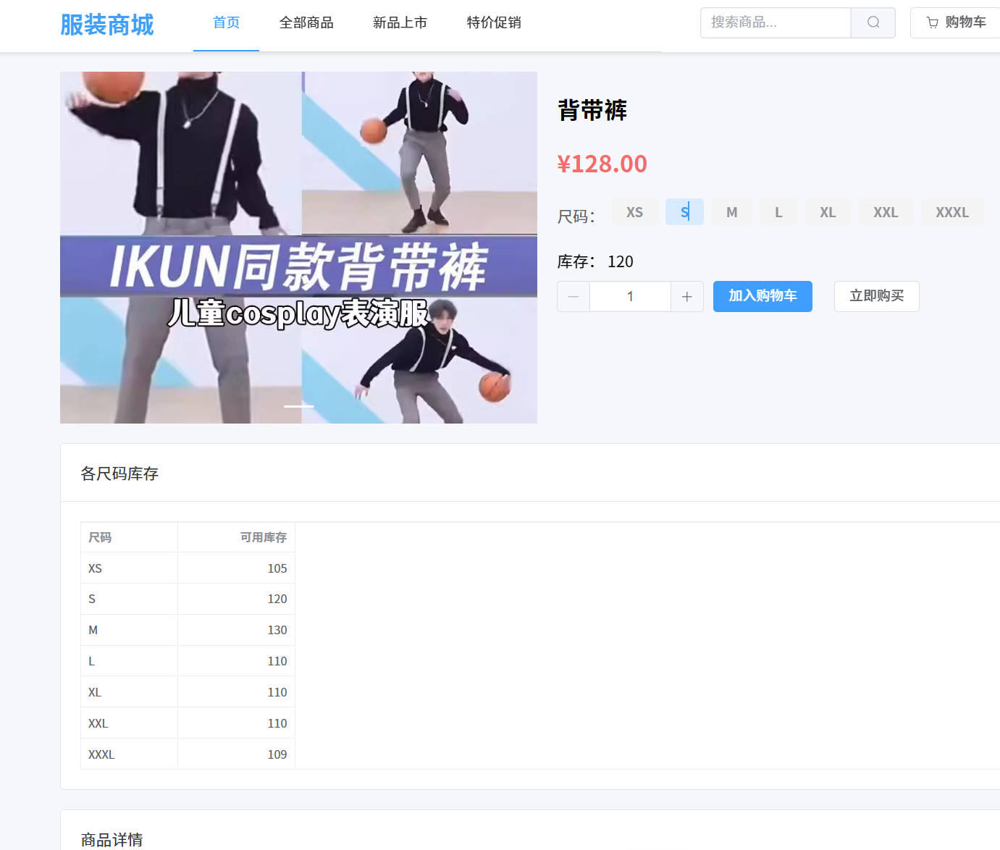 服装商城
首页 全部商品 新品上市 特价促销
搜索商品...
购物车
IKUN同款背带裤
儿童cosplay表演服
背带裤
¥128.00
尺码： XS S M L XL XXL XXXL
库存： 120
1
加入购物车 立即购买
各尺码库存
尺码 可用库存
XS 105
S 120
M 130
L 110
XL 110
XXL 110
XXXL 109
商品详情